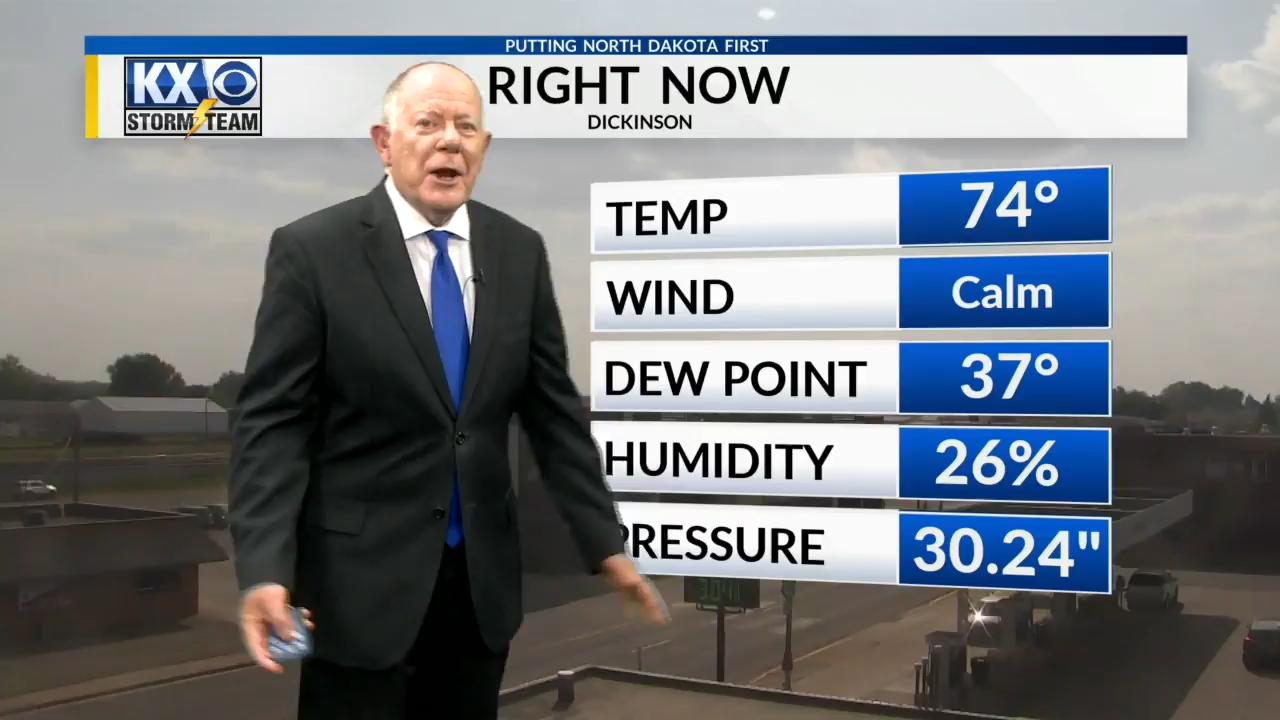 PUTTING NORTH DAKOTA FIRST
KX
STORM TEAM
RIGHT NOW
DICKINSON
TEMP 74°
WIND Calm
DEW POINT 37°
HUMIDITY 26%
PRESSURE 30.24"